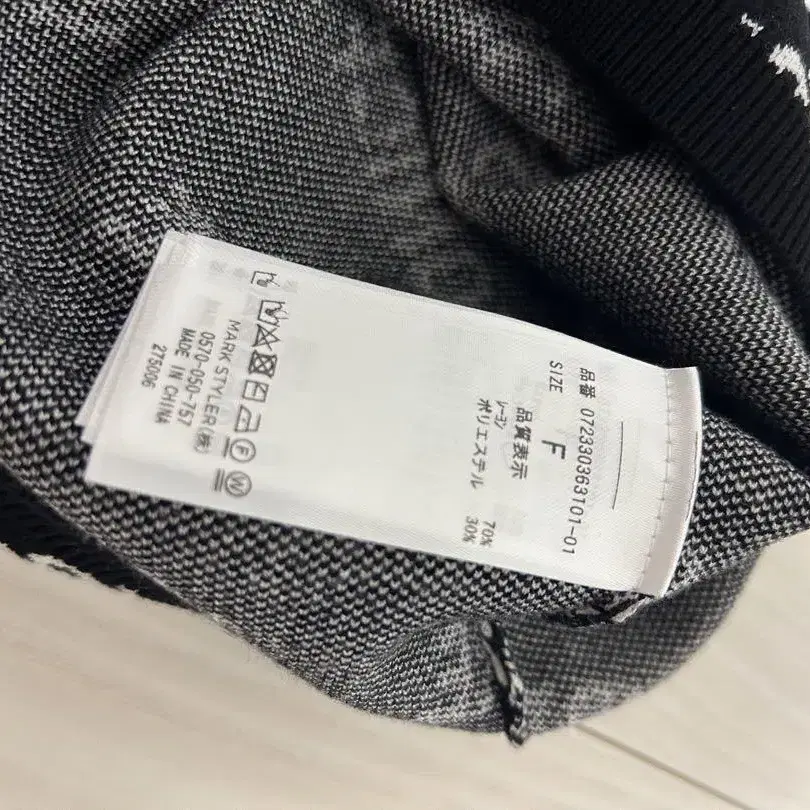 品番 072330363101-01
SIZE
F
品質表示
レーヨン 70%
ポリエステル 30%
MARK STYLER(株)
0570-050-757
MADE IN CHINA
275036